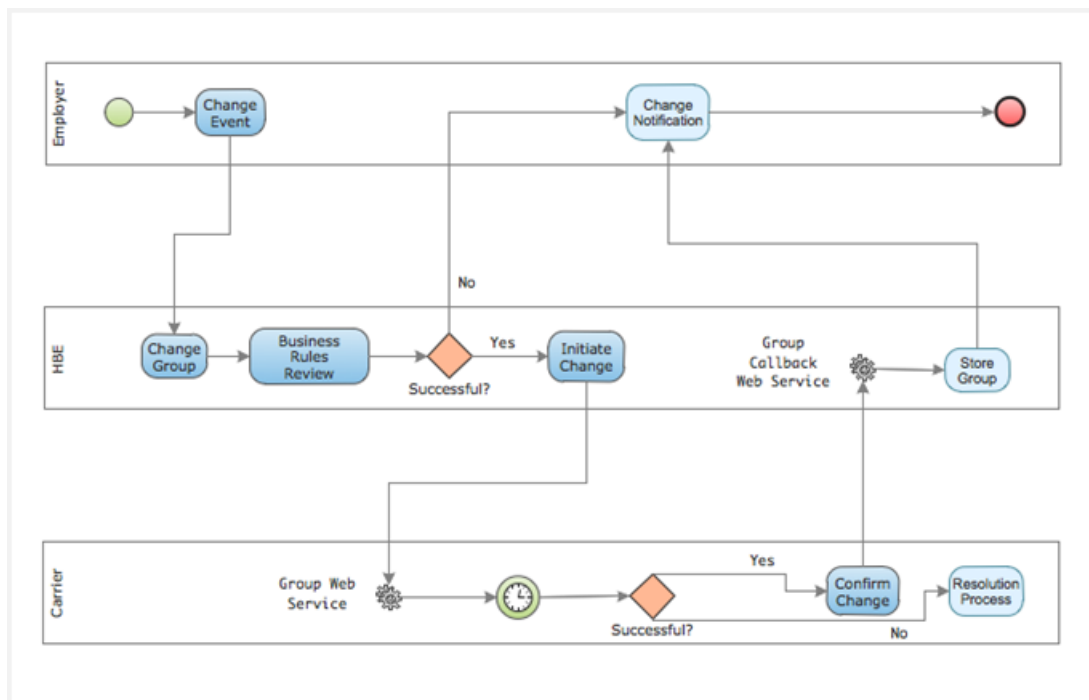 Employer
Change
Event
Change
Notification
No
HBE
Change
Group
Business
Rules
Review
Successful?
Yes
Initiate
Change
Group
Callback
Web Service
Store
Group
Carrier
Group Web
Service
Successful?
Yes
No
Confirm
Change
Resolution
Process